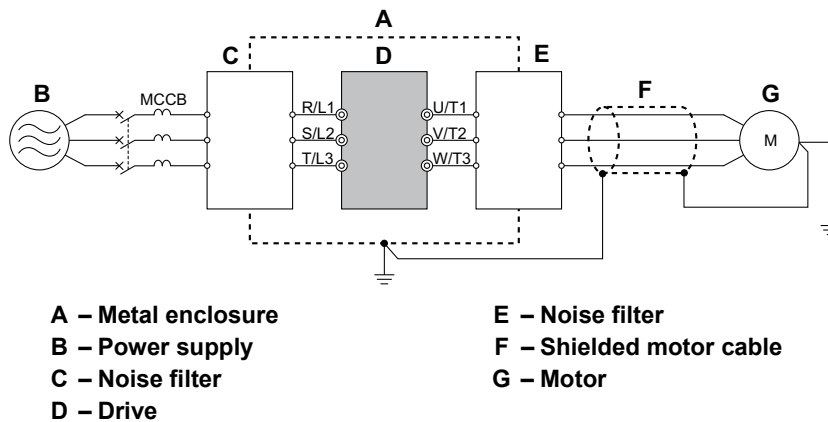 A
B
C
D
E
F
G
MCCB
R/L1
S/L2
T/L3
U/T1
V/T2
W/T3
M
A – Metal enclosure
B – Power supply
C – Noise filter
D – Drive
E – Noise filter
F – Shielded motor cable
G – Motor